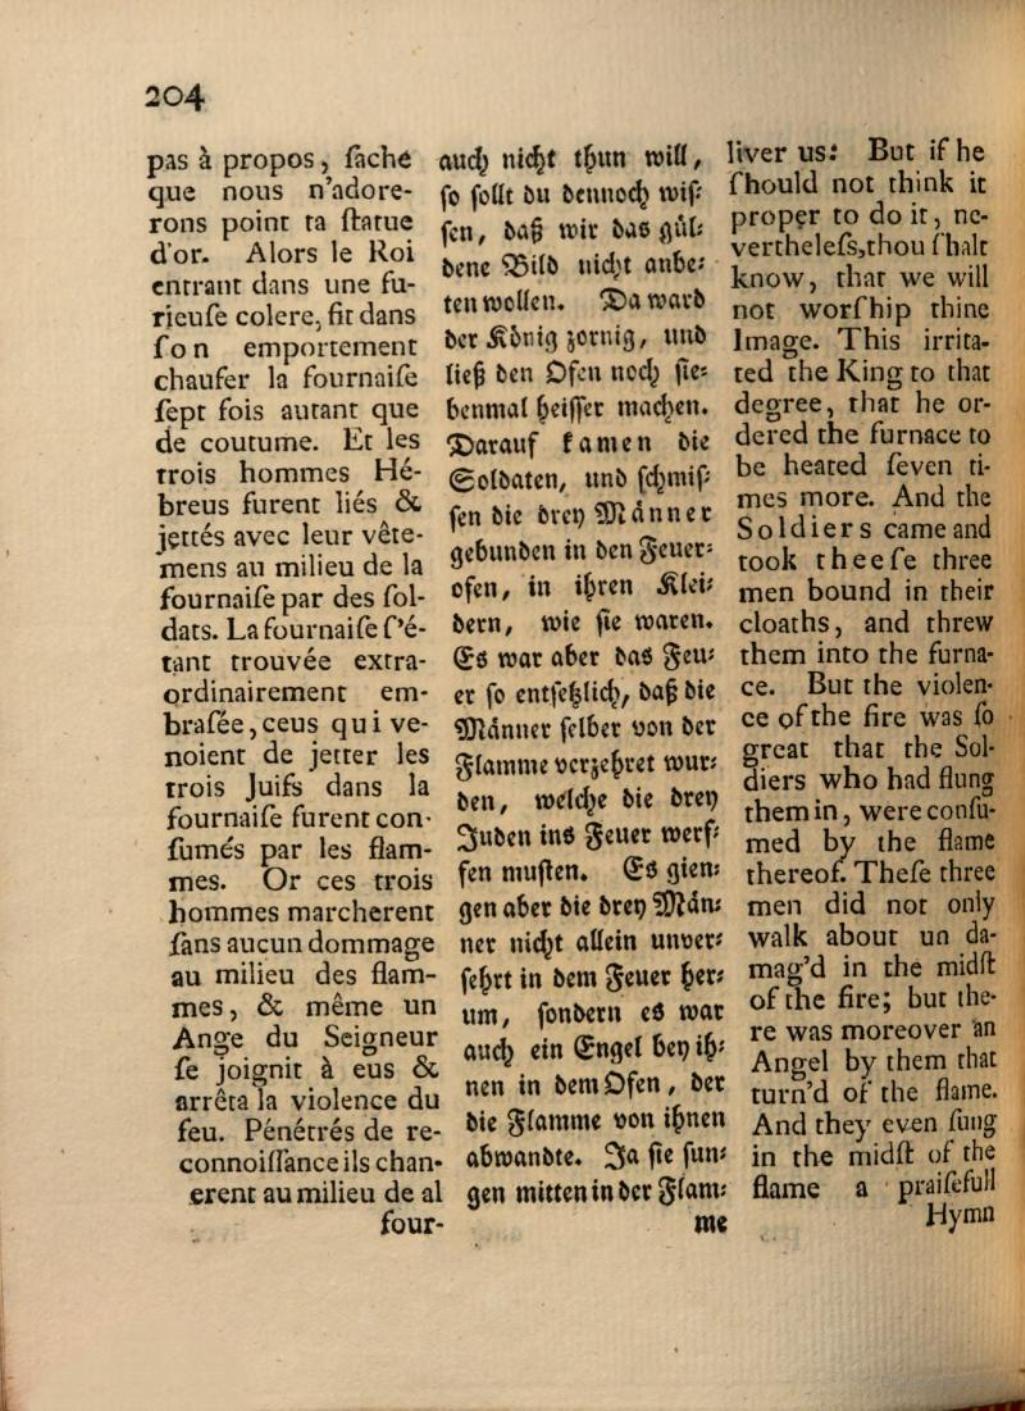 204
pas à propos, ſache
que nous n'adore-
rons point ta ſtatue
d'or. Alors le Roi
entrant dans une fu-
rieuſe colere, fit dans
ſon emportement
chaufer la fournaiſe
ſept fois autant que
de coutume. Et les
trois hommes Hé-
breus furent liés &
jettés avec leur vête-
mens au milieu de la
fournaiſe par des ſol-
dats. La fournaiſe ſ'é-
tant trouvée extra-
ordinairement em-
braſée, ceus qui ve-
noient de jetter les
trois Juifs dans la
fournaiſe furent con-
ſumés par les flam-
mes. Or ces trois
hommes marcherent
ſans aucun dommage
au milieu des flam-
mes, & même un
Ange du Seigneur
ſe joignit à eus &
arrêta la violence du
feu. Pénétrés de re-
connoiſſance ils chan-
erent au milieu de al
four-
auch nicht thun will,
ſo ſollt du dennoch wiſ-
ſen, daß wir das gül-
dene Bild nicht anbe-
ten wollen. Da ward
der König zornig, und
ließ den Ofen noch ſie-
benmal heiſſer machen.
Darauf kamen die
Soldaten, und ſchmiſ-
ſen die drey Männer
gebunden in den Feuer-
ofen, in ihren Klei-
dern, wie ſie waren.
Es war aber das Feu-
er ſo entſetzlich, daß die
Männer ſelber von der
Flamme verzehret wur-
den, welche die drey
Juden ins Feuer werf-
fen muſten. Es gien-
gen aber die drey Män-
ner nicht allein unver-
ſehrt in dem Feuer her-
um, ſondern es war
auch ein Engel bey ih-
nen in dem Ofen, der
die Flamme von ihnen
abwandte. Ja ſie ſun-
gen mitten in der Flam-
me
liver us: But if he
ſhould not think it
proper to do it, ne-
vertheleſs, thou ſhalt
know, that we will
not worſhip thine
Image. This irrita-
ted the King to that
degree, that he or-
dered the furnace to
be heated ſeven ti-
mes more. And the
Soldiers came and
took theeſe three
men bound in their
cloaths, and threw
them into the furna-
ce. But the violen-
ce of the fire was ſo
great that the Sol-
diers who had flung
them in, were conſu-
med by the flame
thereof. Theſe three
men did not only
walk about un da-
mag'd in the midſt
of the fire; but the-
re was moreover an
Angel by them that
turn'd of the flame.
And they even ſung
in the midſt of the
flame a praiſefull
Hymn